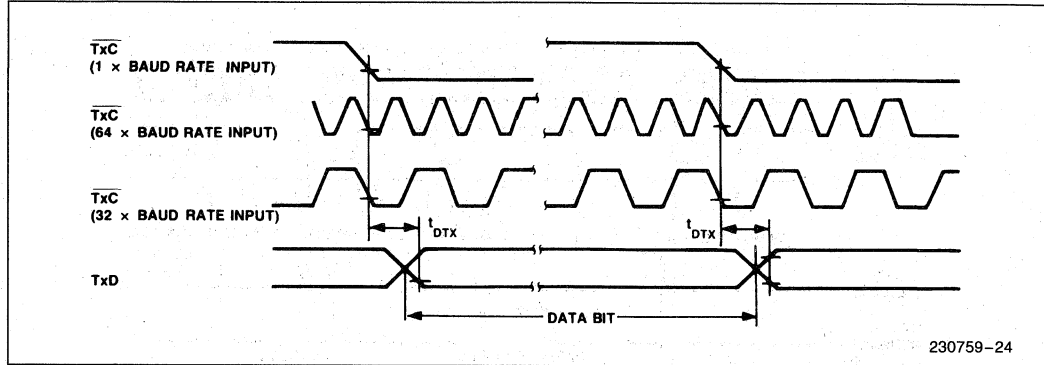 TxC
(1 × BAUD RATE INPUT)
TxC
(64 × BAUD RATE INPUT)
TxC
(32 × BAUD RATE INPUT)
tDTX
tDTX
TxD
DATA BIT
230759–24